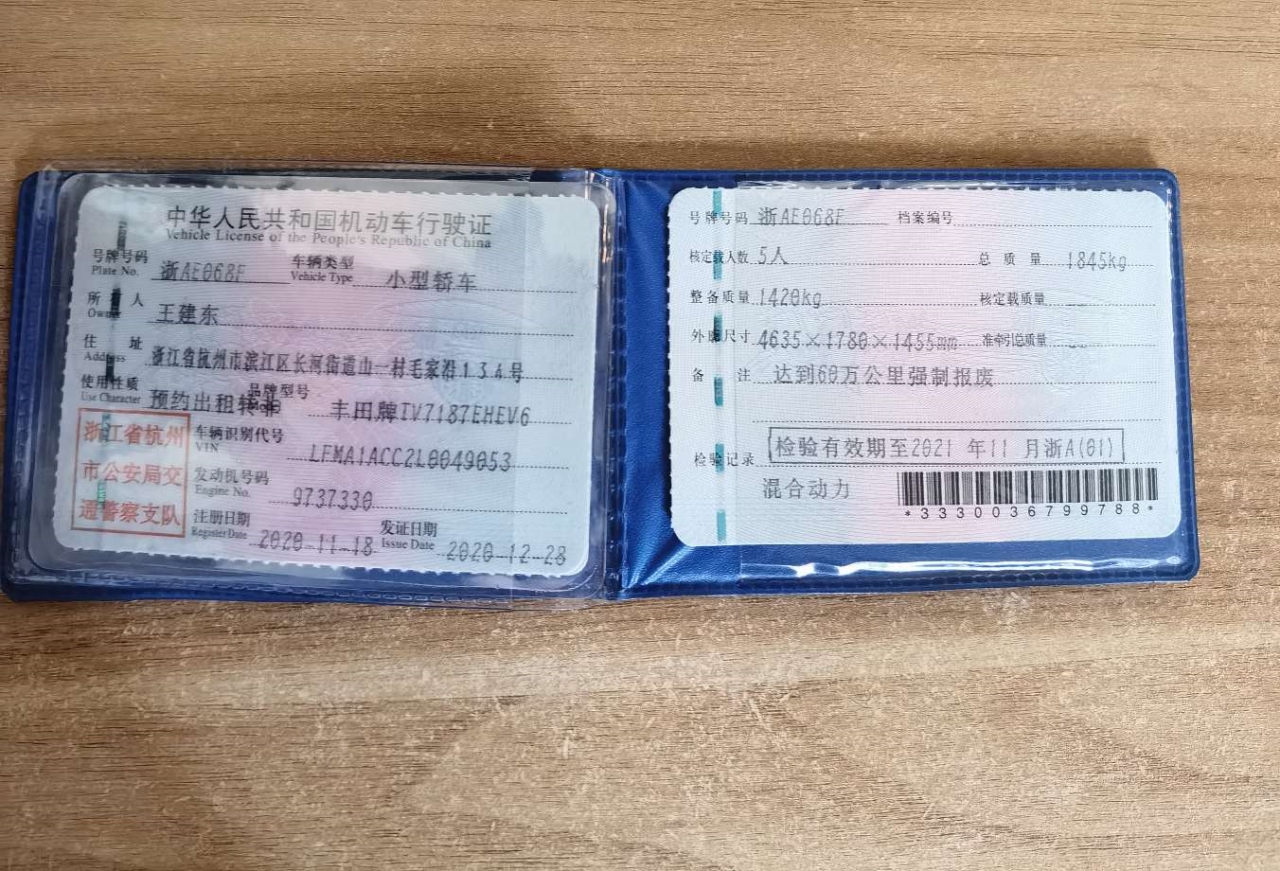 中华人民共和国机动车行驶证
Vehicle License of the People's Republic of China
号牌号码 浙AE068F 车辆类型 小型轿车
Plate No. Vehicle Type
所 人 王建东
住 址 浙江省杭州市滨江区长河街道山一村毛家沿134号
Address
使用性质 预约出租转非 品牌型号 丰田牌TV7187EHEV6
Use Character
浙江省杭州
市公安局交
通警察支队
车辆识别代号 LFMA1ACC2L0049053
VIN
发动机号码 9737330
Engine No.
注册日期 2020-11-18 发证日期 2020-12-28
Register Date Issue Date
号牌号码 浙AE068F 档案编号
核定载人数 5人 总 质 量 1845kg
整备质量 1420kg 核定载质量 --
外廓尺寸 4635×1780×1455mm 准牵引总质量 --
备 注 达到60万公里强制报废
检验记录 检验有效期至2021 年11 月浙A(01)
混合动力
*3330036799788*